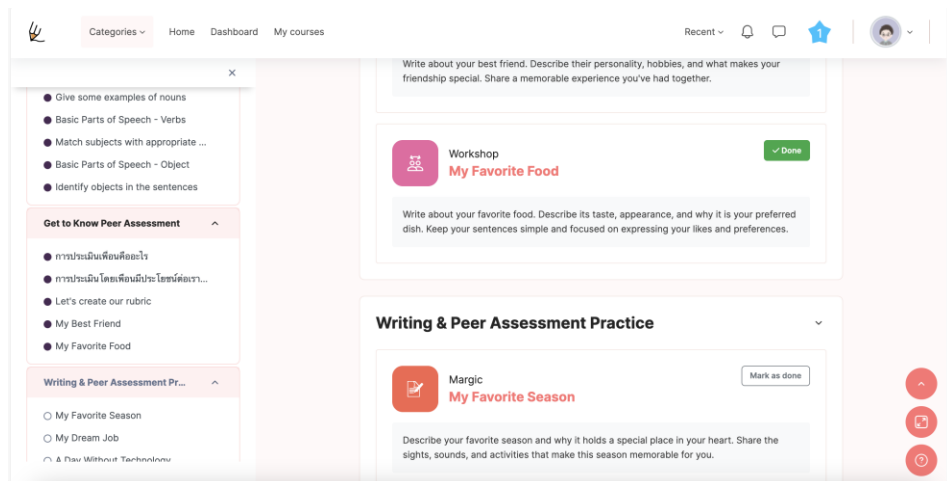 Categories
Home
Dashboard
My courses
Recent
1
Give some examples of nouns
Basic Parts of Speech - Verbs
Match subjects with appropriate ...
Basic Parts of Speech - Object
Identify objects in the sentences
Get to Know Peer Assessment
การประเมินเพื่อนคืออะไร
การประเมินโดยเพื่อนมีประโยชน์ต่อเรา...
Let's create our rubric
My Best Friend
My Favorite Food
Writing & Peer Assessment Pr...
My Favorite Season
My Dream Job
A Day Without Technology
Write about your best friend. Describe their personality, hobbies, and what makes your
friendship special. Share a memorable experience you've had together.
Workshop
My Favorite Food
Done
Write about your favorite food. Describe its taste, appearance, and why it is your preferred
dish. Keep your sentences simple and focused on expressing your likes and preferences.
Writing & Peer Assessment Practice
Margic
My Favorite Season
Mark as done
Describe your favorite season and why it holds a special place in your heart. Share the
sights, sounds, and activities that make this season memorable for you.